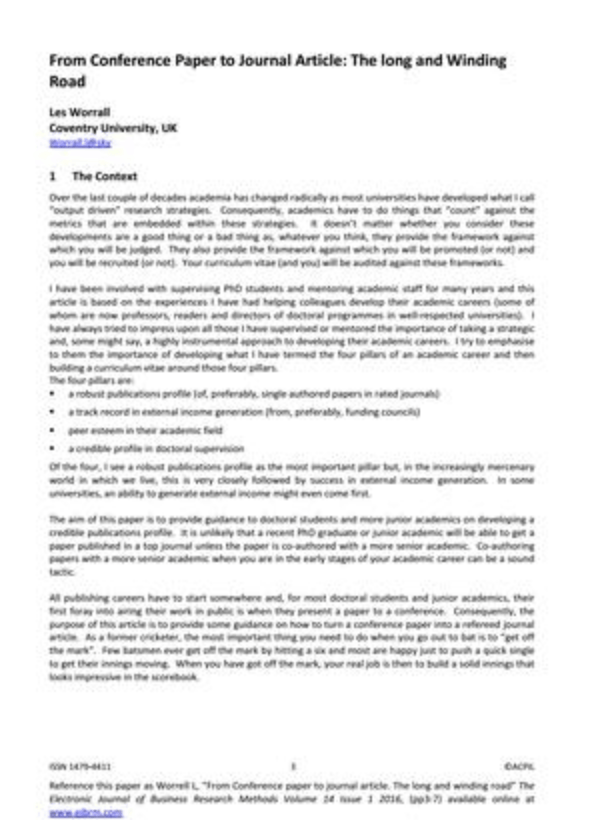 From Conference Paper to Journal Article: The long and Winding
Road
Les Worrall
Coventry University, UK
Worrall.l@sky
1 The Context
Over the last couple of decades academia has changed radically as most universities have developed what I call
"output driven" research strategies. Consequently, academics have to do things that "count" against the
metrics that are embedded within these strategies. It doesn't matter whether you consider these
developments are a good thing or a bad thing as, whatever you think, they provide the framework against
which you will be judged. They also provide the framework against which you will be promoted (or not) and
you will be recruited (or not). Your curriculum vitae (and you) will be audited against these frameworks.
I have been involved with supervising PhD students and mentoring academic staff for many years and this
article is based on the experiences I have had helping colleagues develop their academic careers (some of
whom are now professors, readers and directors of doctoral programmes in well-respected universities). I
have always tried to impress upon all those I have supervised or mentored the importance of taking a strategic
and, some might say, a highly instrumental approach to developing their academic careers. I try to emphasise
to them the importance of developing what I have termed the four pillars of an academic career and then
building a curriculum vitae around those four pillars.
The four pillars are:
▪ a robust publications profile (of, preferably, single authored papers in rated journals)
▪ a track record in external income generation (from, preferably, funding councils)
▪ peer esteem in their academic field
▪ a credible profile in doctoral supervision
Of the four, I see a robust publications profile as the most important pillar but, in the increasingly mercenary
world in which we live, this is very closely followed by success in external income generation. In some
universities, an ability to generate external income might even come first.
The aim of this paper is to provide guidance to doctoral students and more junior academics on developing a
credible publications profile. It is unlikely that a recent PhD graduate or junior academic will be able to get a
paper published in a top journal unless the paper is co-authored with a more senior academic. Co-authoring
papers with a more senior academic when you are in the early stages of your academic career can be a sound
tactic.
All publishing careers have to start somewhere and, for most doctoral students and junior academics, their
first foray into airing their work in public is when they present a paper to a conference. Consequently, the
purpose of this article is to provide some guidance on how to turn a conference paper into a refereed journal
article. As a former cricketer, the most important thing you need to do when you go out to bat is to "get off
the mark". Few batsmen ever get off the mark by hitting a six and most are happy just to push a quick single
to get their innings moving. When you have got off the mark, your real job is then to build a solid innings that
looks impressive in the scorebook.
ISSN 1479-4411 3 ©ACPIL
Reference this paper as Worrell L, "From Conference paper to journal article. The long and winding road" The
Electronic Journal of Business Research Methods Volume 14 Issue 1 2016, (pp3-7) available online at
www.ejbrm.com